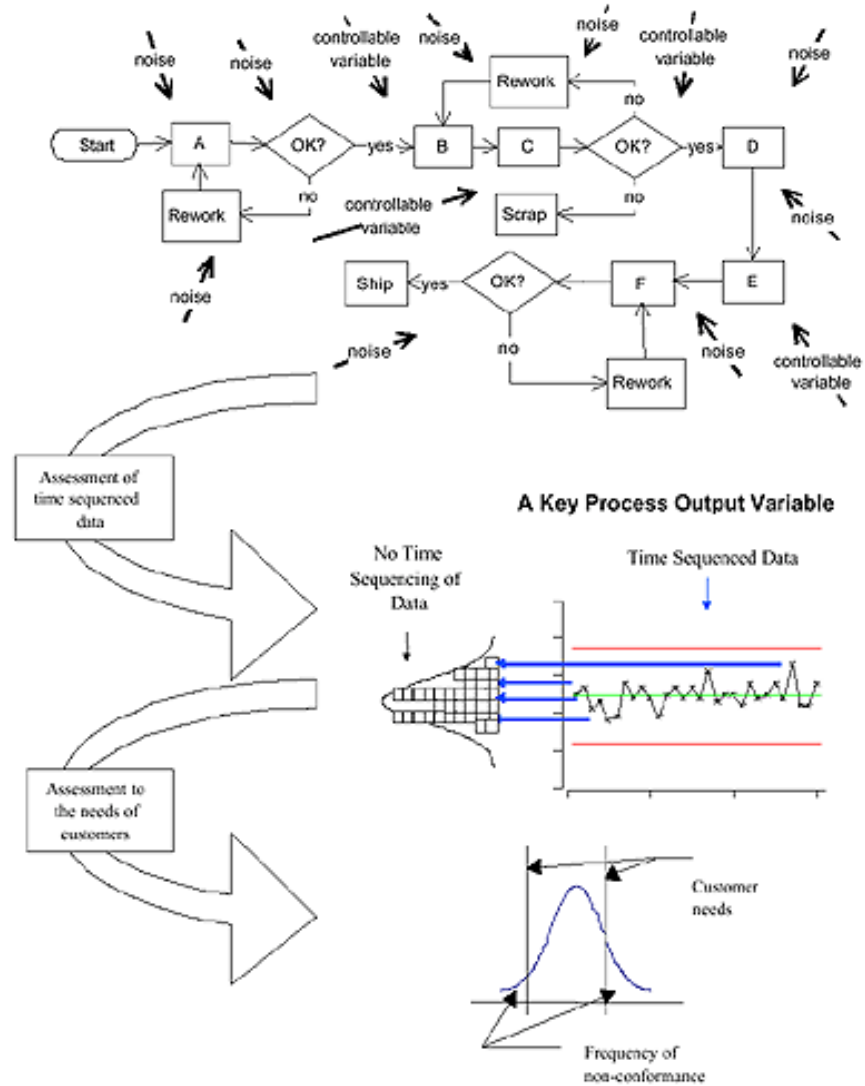 noise
noise
controllable
variable
noise
noise
controllable
variable
noise
Rework
no
Start
A
OK?
yes
B
C
OK?
yes
D
no
no
Rework
controllable
variable
Scrap
noise
noise
Ship
yes
OK?
F
E
noise
no
noise
controllable
variable
Rework
Assessment of
time sequenced
data
A Key Process Output Variable
No Time
Sequencing of
Data
Time Sequenced Data
Assessment to
the needs of
customers
Customer
needs
Frequency of
non-conformance